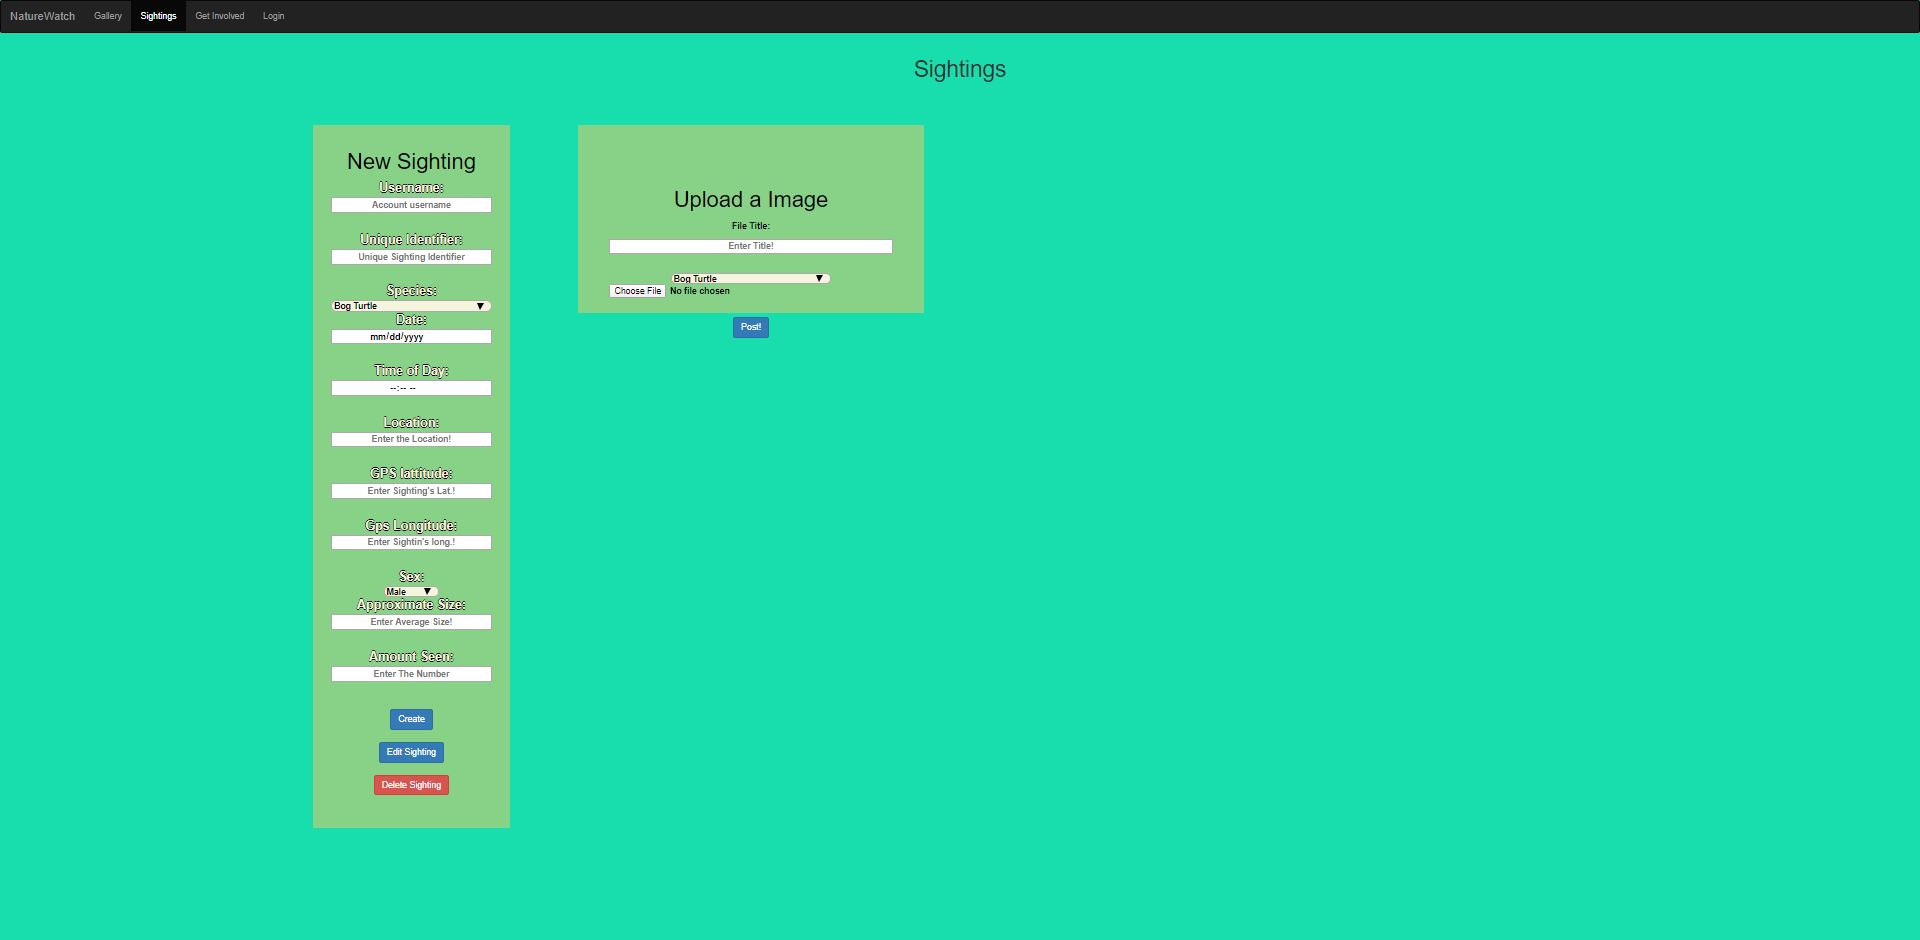 NatureWatch Gallery Sightings Get Involved Login
Sightings
New Sighting
Username:
Account username
Unique Identifier:
Unique Sighting Identifier
Species:
Bog Turtle
Date:
mm/dd/yyyy
Time of Day:
--:-- --
Location:
Enter the Location!
GPS lattitude:
Enter Sighting's Lat.!
Gps Longitude:
Enter Sightin's long.!
Sex:
Male
Approximate Size:
Enter Average Size!
Amount Seen:
Enter The Number
Create
Edit Sighting
Delete Sighting
Upload a Image
File Title:
Enter Title!
Bog Turtle
Choose File No file chosen
Post!